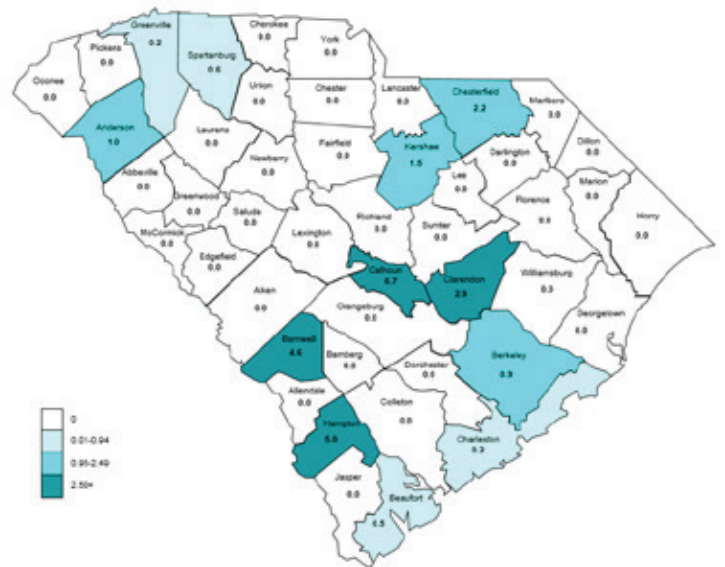 Greenville
0.2
Cherokee
0.0
York
0.0
Pickens
0.0
Spartanburg
0.6
Oconee
0.0
Union
0.0
Chester
0.0
Lancaster
0.0
Chesterfield
2.2
Marlboro
0.0
Anderson
1.0
Laurens
0.0
Fairfield
0.0
Kershaw
1.5
Darlington
0.0
Dillon
0.0
Abbeville
0.0
Newberry
0.0
Lee
0.0
Marion
0.0
Greenwood
0.0
Saluda
0.0
Richland
0.0
Sumter
0.0
Florence
0.0
Horry
0.0
McCormick
0.0
Edgefield
0.0
Lexington
0.0
Calhoun
6.7
Clarendon
2.9
Williamsburg
0.0
Aiken
0.0
Orangeburg
0.0
Georgetown
0.0
Barnwell
4.6
Bamberg
0.0
Dorchester
0.0
Berkeley
Allendale
0.0
Colleton
0.0
Hampton
5.0
Charleston
0.3
Jasper
0.0
Beaufort
0.5
0
0.01-0.94
0.95-2.49
2.50+